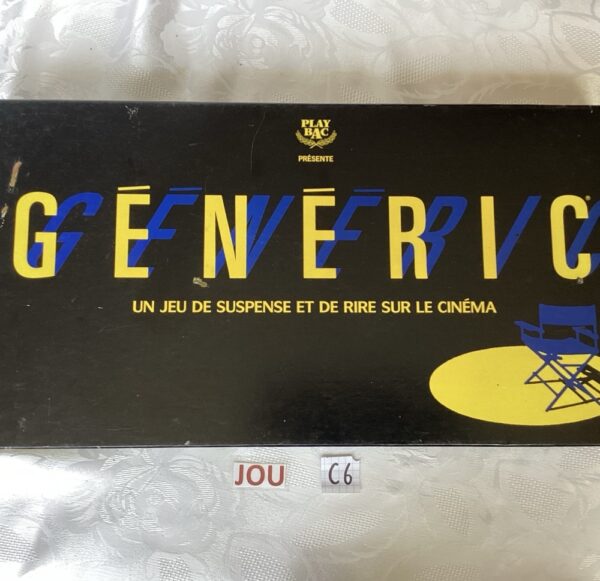 PLAY
BAC
PRÉSENTE
GÉNÉRIC
UN JEU DE SUSPENSE ET DE RIRE SUR LE CINÉMA
JOU C6